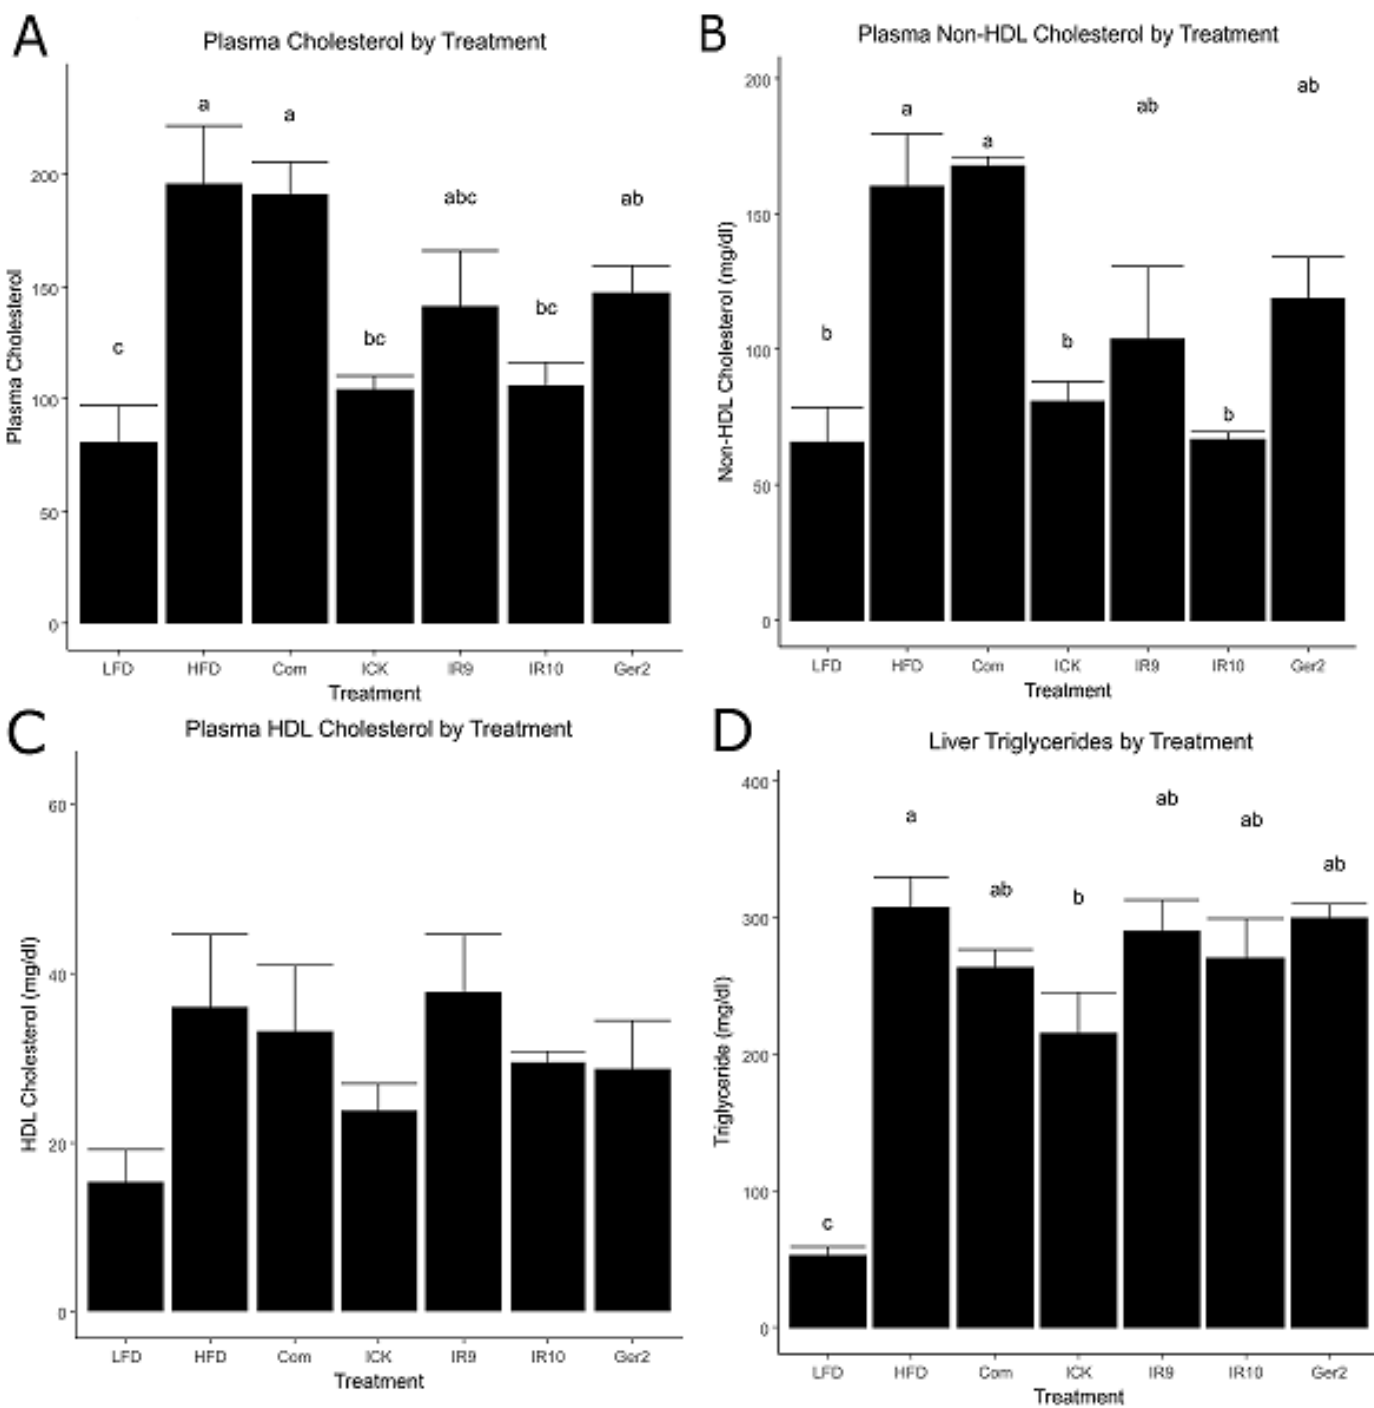 A
Plasma Cholesterol by Treatment
Plasma Cholesterol
200
150
100
50
0
c
a
a
bc
abc
bc
ab
LFD HFD Com ICK IR9 IR10 Ger2
Treatment
B
Plasma Non-HDL Cholesterol by Treatment
Non-HDL Cholesterol (mg/dl)
200
150
100
50
0
b
a
a
b
ab
b
ab
LFD HFD Com ICK IR9 IR10 Ger2
Treatment
C
Plasma HDL Cholesterol by Treatment
HDL Cholesterol (mg/dl)
60
40
20
0
LFD HFD Com ICK IR9 IR10 Ger2
Treatment
D
Liver Triglycerides by Treatment
Triglyceride (mg/dl)
400
300
200
100
0
c
a
ab
b
ab
ab
ab
LFD HFD Com ICK IR9 IR10 Ger2
Treatment